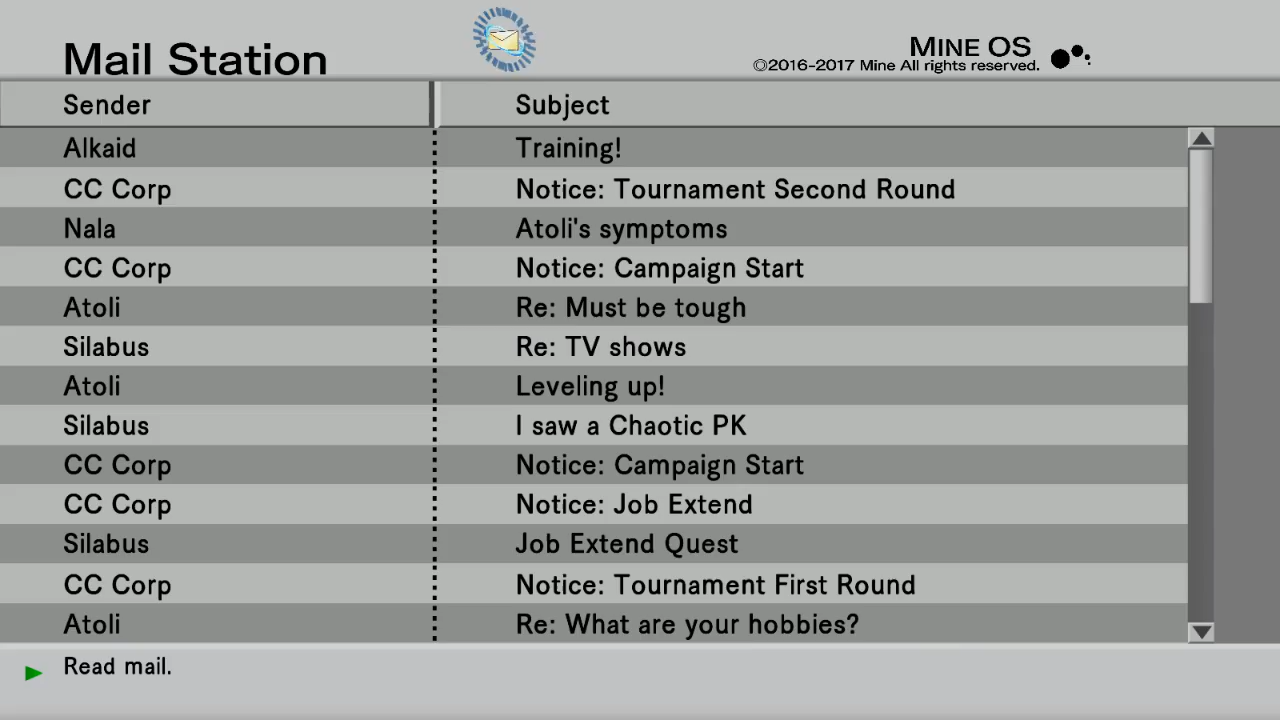 Mail Station
MINE OS
©2016-2017 Mine All rights reserved.
Sender Subject
Alkaid Training!
CC Corp Notice: Tournament Second Round
Nala Atoli's symptoms
CC Corp Notice: Campaign Start
Atoli Re: Must be tough
Silabus Re: TV shows
Atoli Leveling up!
Silabus I saw a Chaotic PK
CC Corp Notice: Campaign Start
CC Corp Notice: Job Extend
Silabus Job Extend Quest
CC Corp Notice: Tournament First Round
Atoli Re: What are your hobbies?
Read mail.